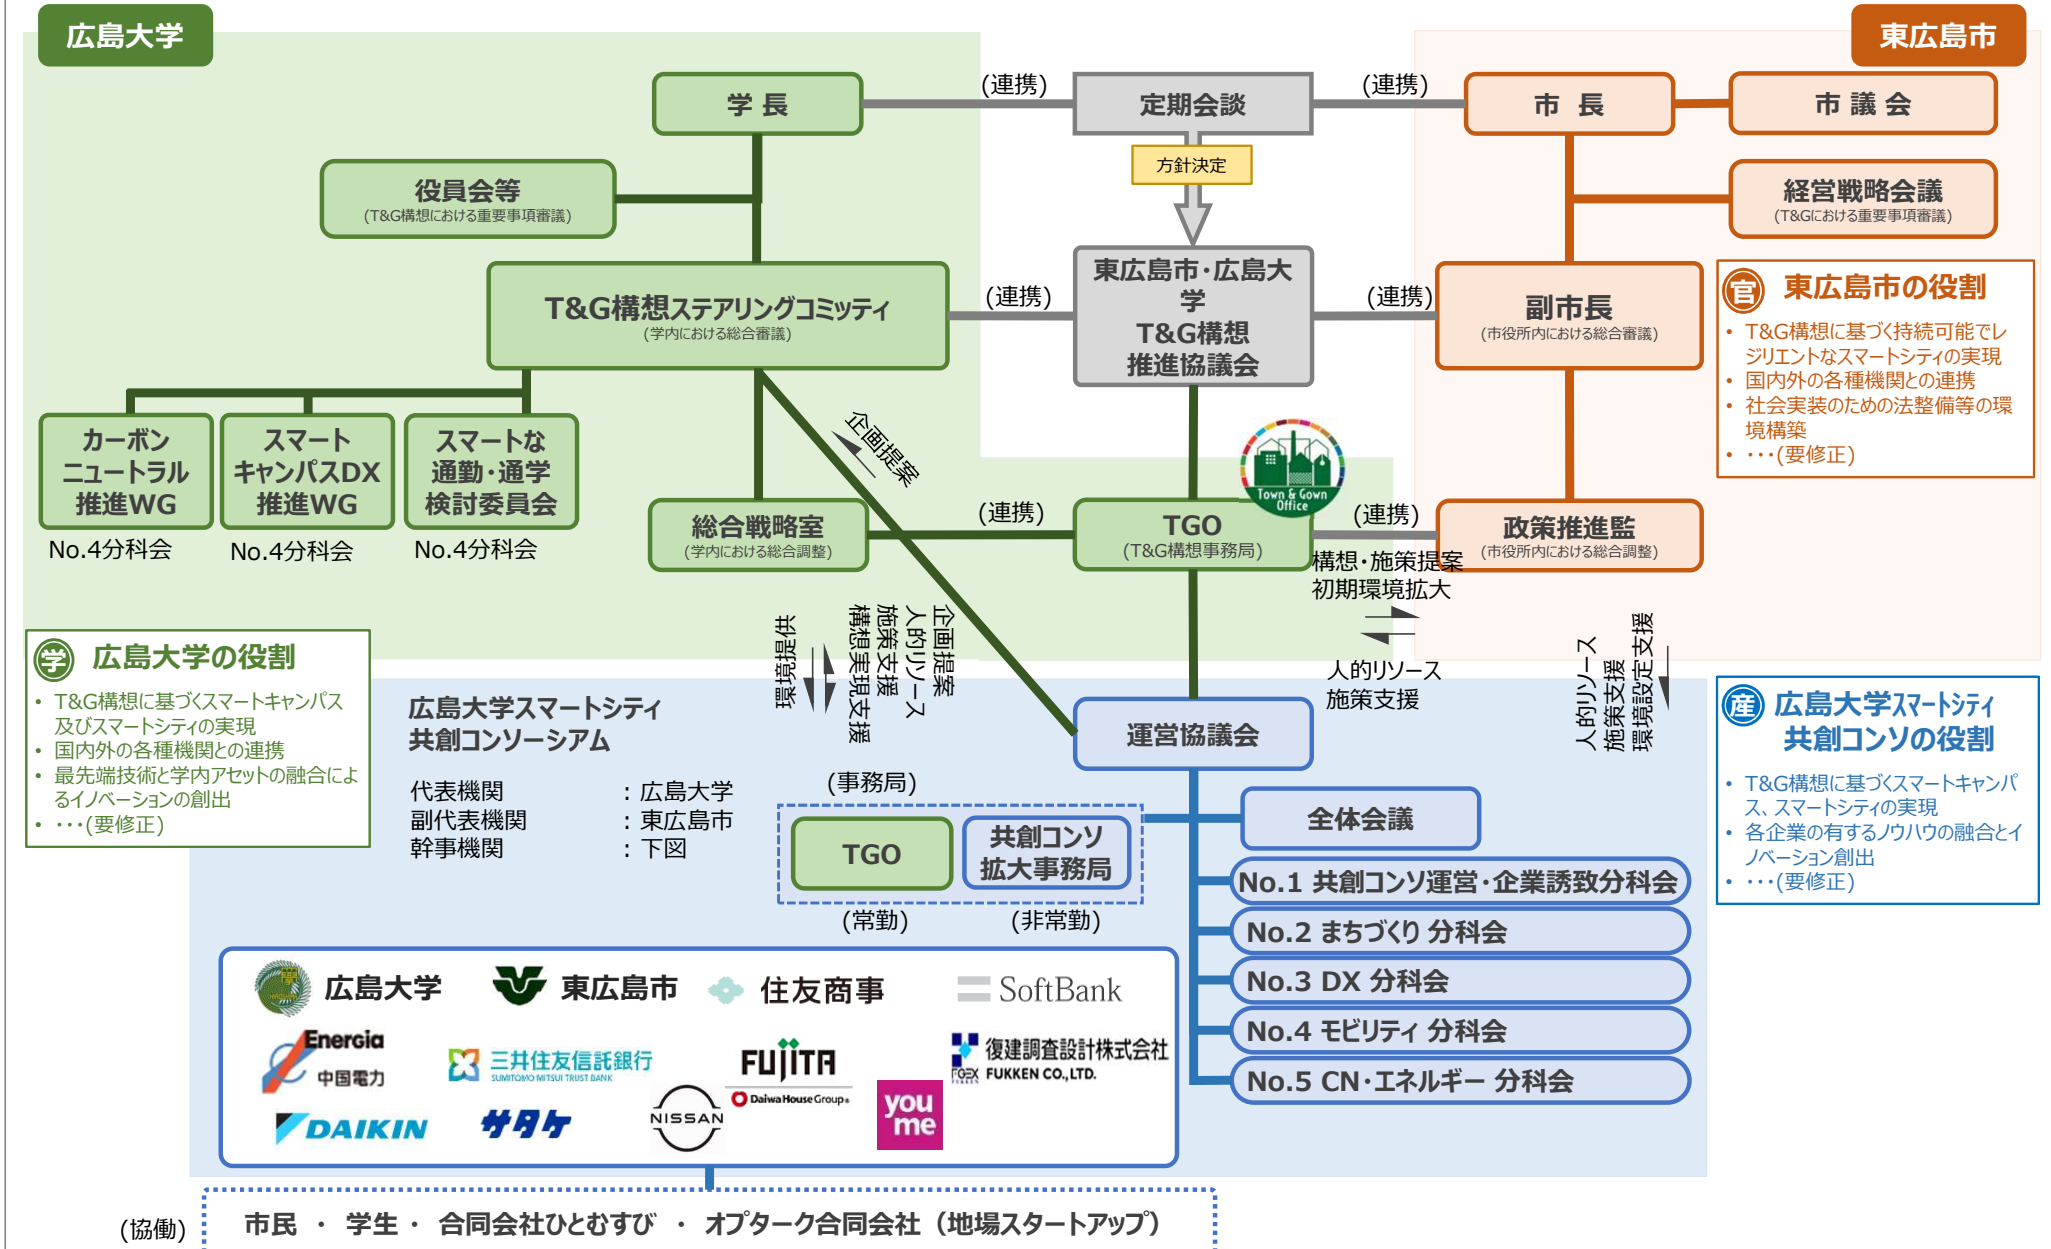 広島大学
東広島市
学 長
(連携)
定期会談
(連携)
市 長
市 議 会
方針決定
役員会等
(T&G構想における重要事項審議)
経営戦略会議
(T&Gにおける重要事項審議)
T&G構想ステアリングコミッティ
(学内における総合審議)
(連携)
東広島市・広島大
学
T&G構想
推進協議会
(連携)
副市長
(市役所内における総合審議)
官 東広島市の役割
• T&G構想に基づく持続可能でレ
ジリエントなスマートシティの実現
• 国内外の各種機関との連携
• 社会実装のための法整備等の環
境構築
• ・・・(要修正)
カーボン
ニュートラル
推進WG
No.4分科会
スマート
キャンパスDX
推進WG
No.4分科会
スマートな
通勤・通学
検討委員会
No.4分科会
企画提案
総合戦略室
(学内における総合調整)
(連携)
Town & Gown
Office
TGO
(T&G構想事務局)
(連携)
政策推進監
(市役所内における総合調整)
構想・施策提案
初期環境拡大
人的リソース
施策支援
環境提供
企画提案
人的リソース
施策支援
構想実現支援
人的リソース
施策支援
環境設定支援
学 広島大学の役割
• T&G構想に基づくスマートキャンパス
及びスマートシティの実現
• 国内外の各種機関との連携
• 最先端技術と学内アセットの融合によ
るイノベーションの創出
• ・・・(要修正)
広島大学スマートシティ
共創コンソーシアム
代表機関 : 広島大学
副代表機関 : 東広島市
幹事機関 : 下図
運営協議会
(事務局)
TGO
共創コンソ
拡大事務局
(常勤)
(非常勤)
全体会議
No.1 共創コンソ運営・企業誘致分科会
No.2 まちづくり 分科会
No.3 DX 分科会
No.4 モビリティ 分科会
No.5 CN・エネルギー 分科会
産 広島大学スマートシティ
共創コンソの役割
• T&G構想に基づくスマートキャンパ
ス、スマートシティの実現
• 各企業の有するノウハウの融合とイ
ノベーション創出
• ・・・(要修正)
広島大学
東広島市
住友商事
SoftBank
Energia
中国電力
三井住友信託銀行
SUMITOMO MITSUI TRUST BANK
FUJITA
Daiwa House Group®
復建調査設計株式会社
FGEX
FUKKEN
FUKKEN CO.,LTD.
DAIKIN
サタケ
NISSAN
you
me
(協働)
市民 ・ 学生・ 合同会社ひとむすび ・ オプターク合同会社（地場スタートアップ）